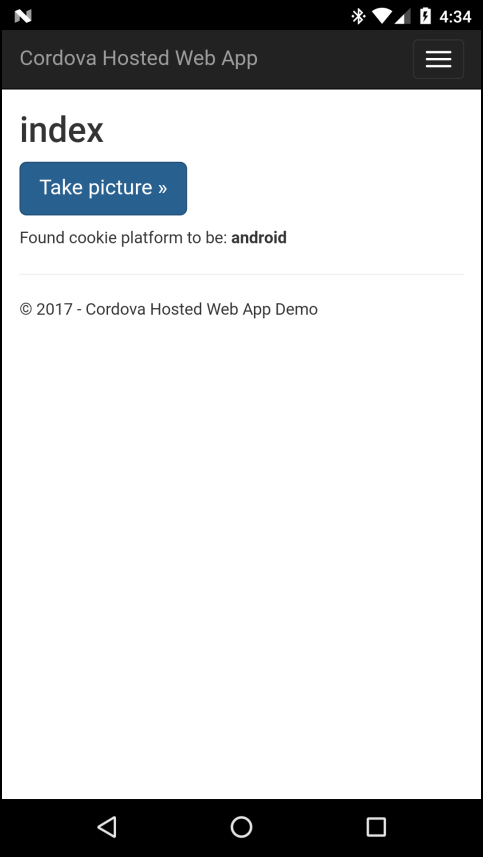 4:34
Cordova Hosted Web App
index
Take picture »
Found cookie platform to be: android
© 2017 - Cordova Hosted Web App Demo